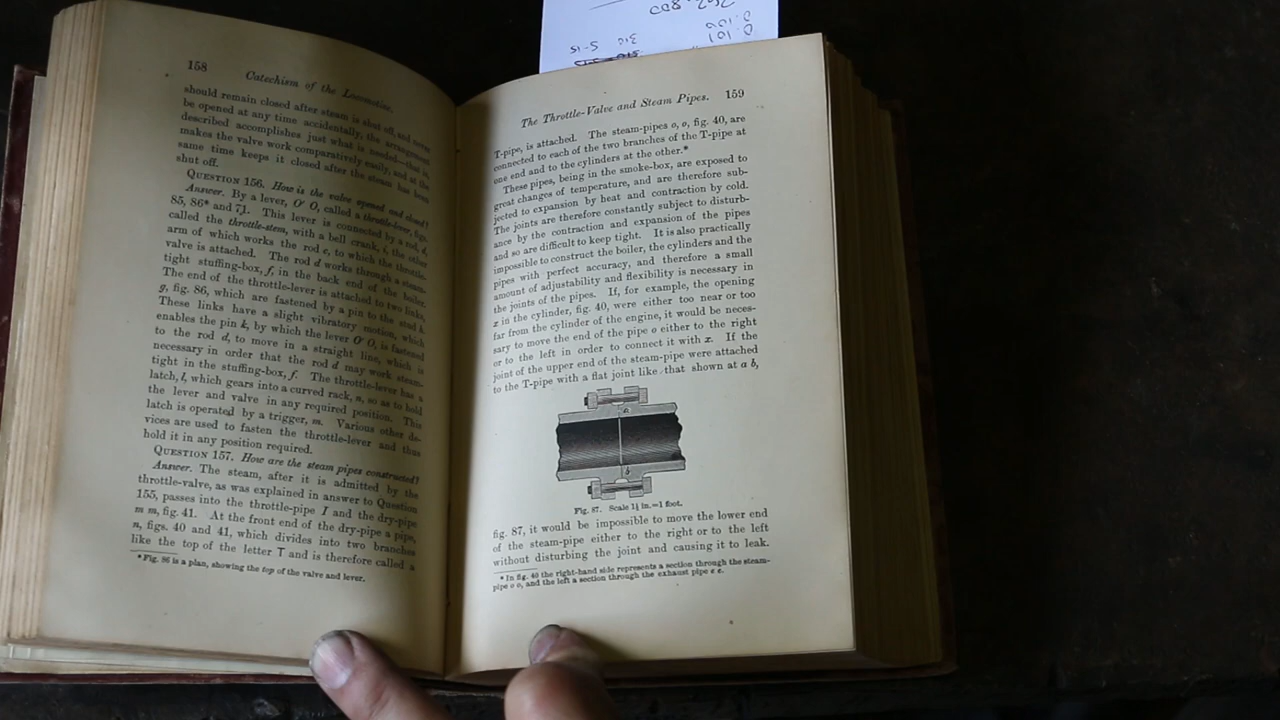 158
Catechism of the Locomotive.
should remain closed after steam is shut off, and never
be opened at any time accidentally; the arrangement
described accomplishes just what is needed—that is,
makes the valve work comparatively easily, and at the
same time keeps it closed after the steam has been
shut off.
QUESTION 156. How is the valve opened and closed?
Answer. By a lever, O' O, called a throttle-lever, figs.
85, 86* and 71. This lever is connected by a rod, d,
called the throttle-stem, with a bell crank, i, the other
arm of which works the rod c, to which the throttle-
valve is attached. The rod d works through a steam-
tight stuffing-box, f, in the back end of the boiler.
The end of the throttle-lever is attached to two links,
g, fig. 86, which are fastened by a pin to the stud h.
These links have a slight vibratory motion, which
enables the pin k, by which the lever O' O, is fastened
to the rod d, to move in a straight line, which is
necessary in order that the rod d may work steam-
tight in the stuffing-box, f. The throttle-lever has a
latch, l, which gears into a curved rack, n, so as to hold
the lever and valve in any required position. This
latch is operated by a trigger, m. Various other de-
vices are used to fasten the throttle-lever and thus
hold it in any position required.
QUESTION 157. How are the steam pipes constructed?
Answer. The steam, after it is admitted by the
throttle-valve, as was explained in answer to Question
155, passes into the throttle-pipe I and the dry-pipe
m m, fig. 41. At the front end of the dry-pipe a pipe,
n, figs. 40 and 41, which divides into two branches
like the top of the letter T and is therefore called a
* Fig. 86 is a plan, showing the top of the valve and lever.
The Throttle-Valve and Steam Pipes. 159
T-pipe, is attached. The steam-pipes o, o, fig. 40, are
connected to each of the two branches of the T-pipe at
one end and to the cylinders at the other.*
These pipes, being in the smoke-box, are exposed to
great changes of temperature, and are therefore sub-
jected to expansion by heat and contraction by cold.
The joints are therefore constantly subject to disturb-
ance by the contraction and expansion of the pipes
and so are difficult to keep tight. It is also practically
impossible to construct the boiler, the cylinders and the
pipes with perfect accuracy, and therefore a small
amount of adjustability and flexibility is necessary in
the joints of the pipes. If, for example, the opening
x in the cylinder, fig. 40, were either too near or too
far from the cylinder of the engine, it would be neces-
sary to move the end of the pipe o either to the right
or to the left in order to connect it with x. If the
joint of the upper end of the steam-pipe were attached
to the T-pipe with a flat joint like that shown at a b,
a
b
Fig. 87. Scale 1½ in.=1 foot.
fig. 87, it would be impossible to move the lower end
of the steam-pipe either to the right or to the left
without disturbing the joint and causing it to leak.
* In fig. 40 the right-hand side represents a section through the steam-
pipe o o, and the left a section through the exhaust pipe e e.